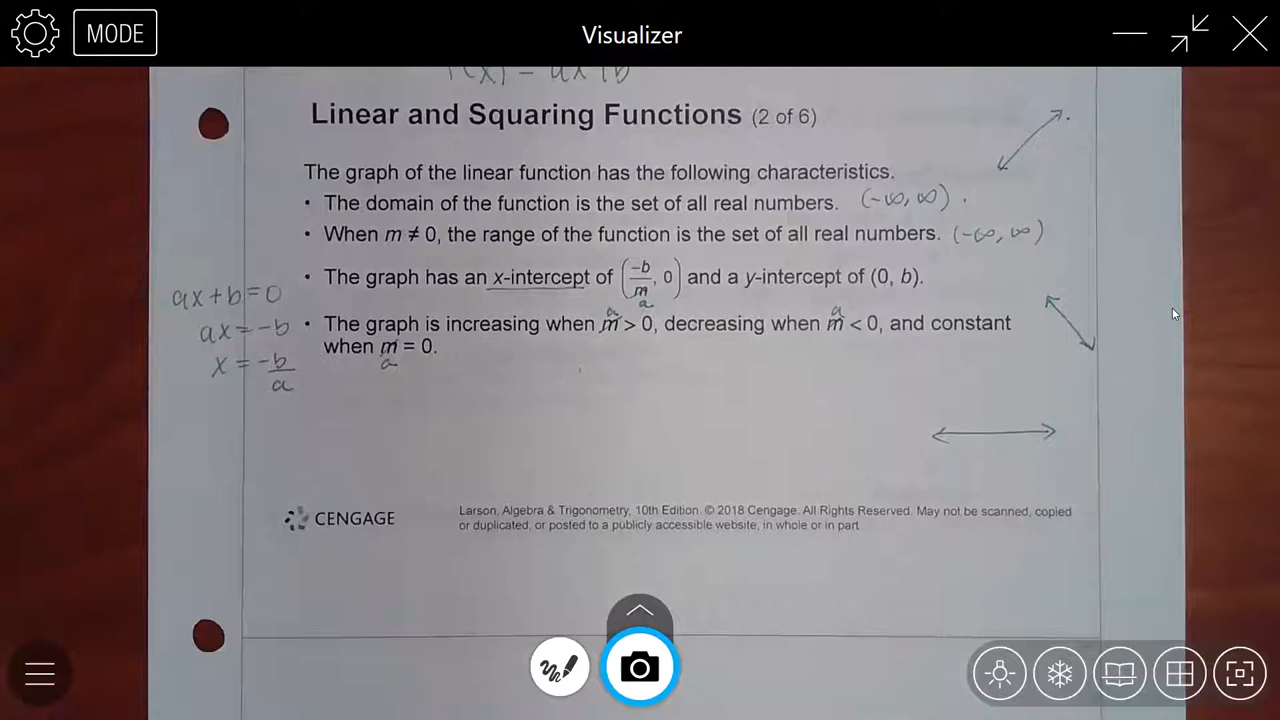 MODE
Visualizer
f(x) = ax+b
Linear and Squaring Functions (2 of 6)
The graph of the linear function has the following characteristics.
• The domain of the function is the set of all real numbers. (-∞, ∞).
• When m ≠ 0, the range of the function is the set of all real numbers. (-∞, ∞)
• The graph has an x-intercept of (-b/m, 0) and a y-intercept of (0, b).
a
ax+b=0
ax = -b
x = -b/a
a a
• The graph is increasing when m > 0, decreasing when m < 0, and constant
when m = 0.
a
CENGAGE
Larson, Algebra & Trigonometry, 10th Edition. © 2018 Cengage. All Rights Reserved. May not be scanned, copied
or duplicated, or posted to a publicly accessible website, in whole or in part